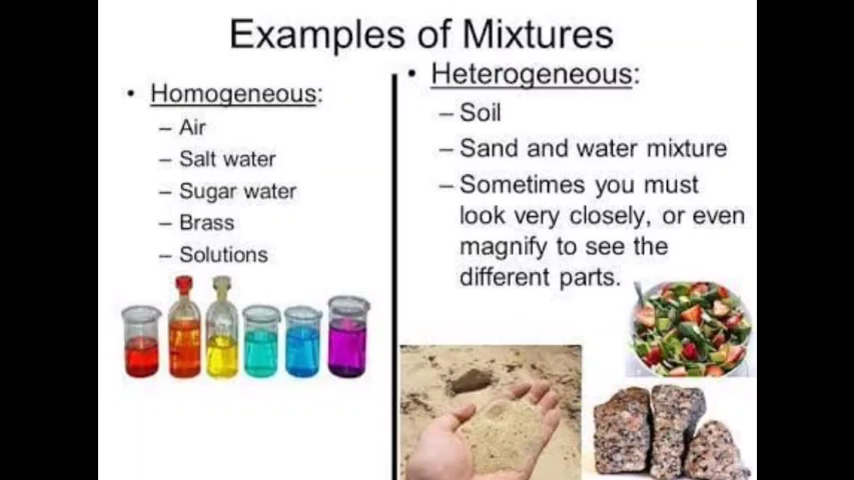 Examples of Mixtures
• Homogeneous:
– Air
– Salt water
– Sugar water
– Brass
– Solutions
• Heterogeneous:
– Soil
– Sand and water mixture
– Sometimes you must
look very closely, or even
magnify to see the
different parts.